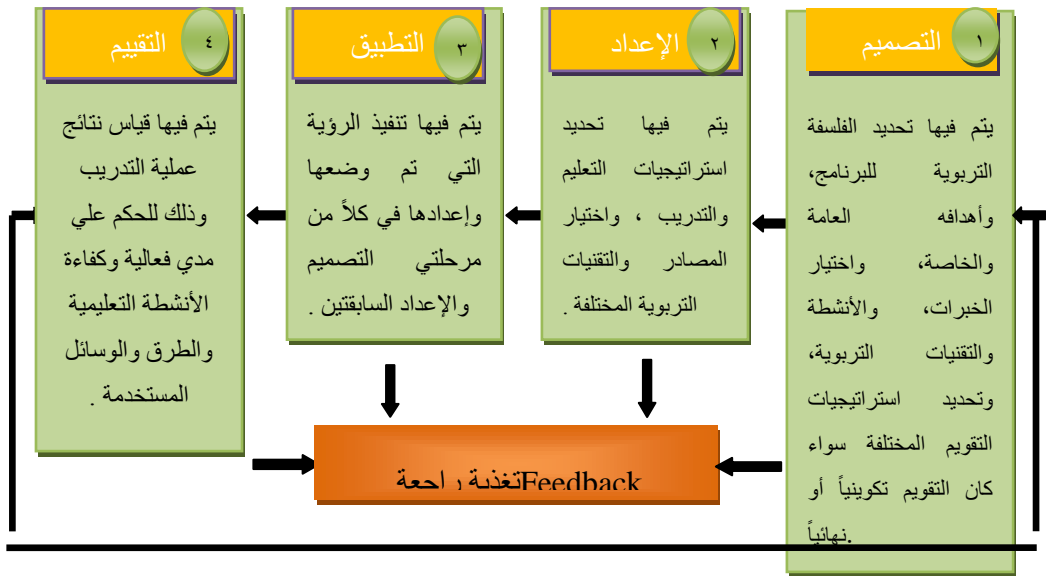 ١ التصميم
يتم فيها تحديد الفلسفة
التربوية للبرنامج،
وأهدافه العامة
والخاصة، واختيار
الخبرات، والأنشطة
والتقنيات التربوية،
وتحديد استراتيجيات
التقويم المختلفة سواء
كان التقويم تكوينياً أو
نهائياً.
٢ الإعداد
يتم فيها تحديد
استراتيجيات التعليم
والتدريب ، واختيار
المصادر والتقنيات
التربوية المختلفة .
٣ التطبيق
يتم فيها تنفيذ الرؤية
التي تم وضعها
وإعدادها في كلاً من
مرحلتي التصميم
والإعداد السابقتين .
٤ التقييم
يتم فيها قياس نتائج
عملية التدريب
وذلك للحكم علي
مدي فعالية وكفاءة
الأنشطة التعليمية
والطرق والوسائل
المستخدمة .
Feedbackتغذية راجعة